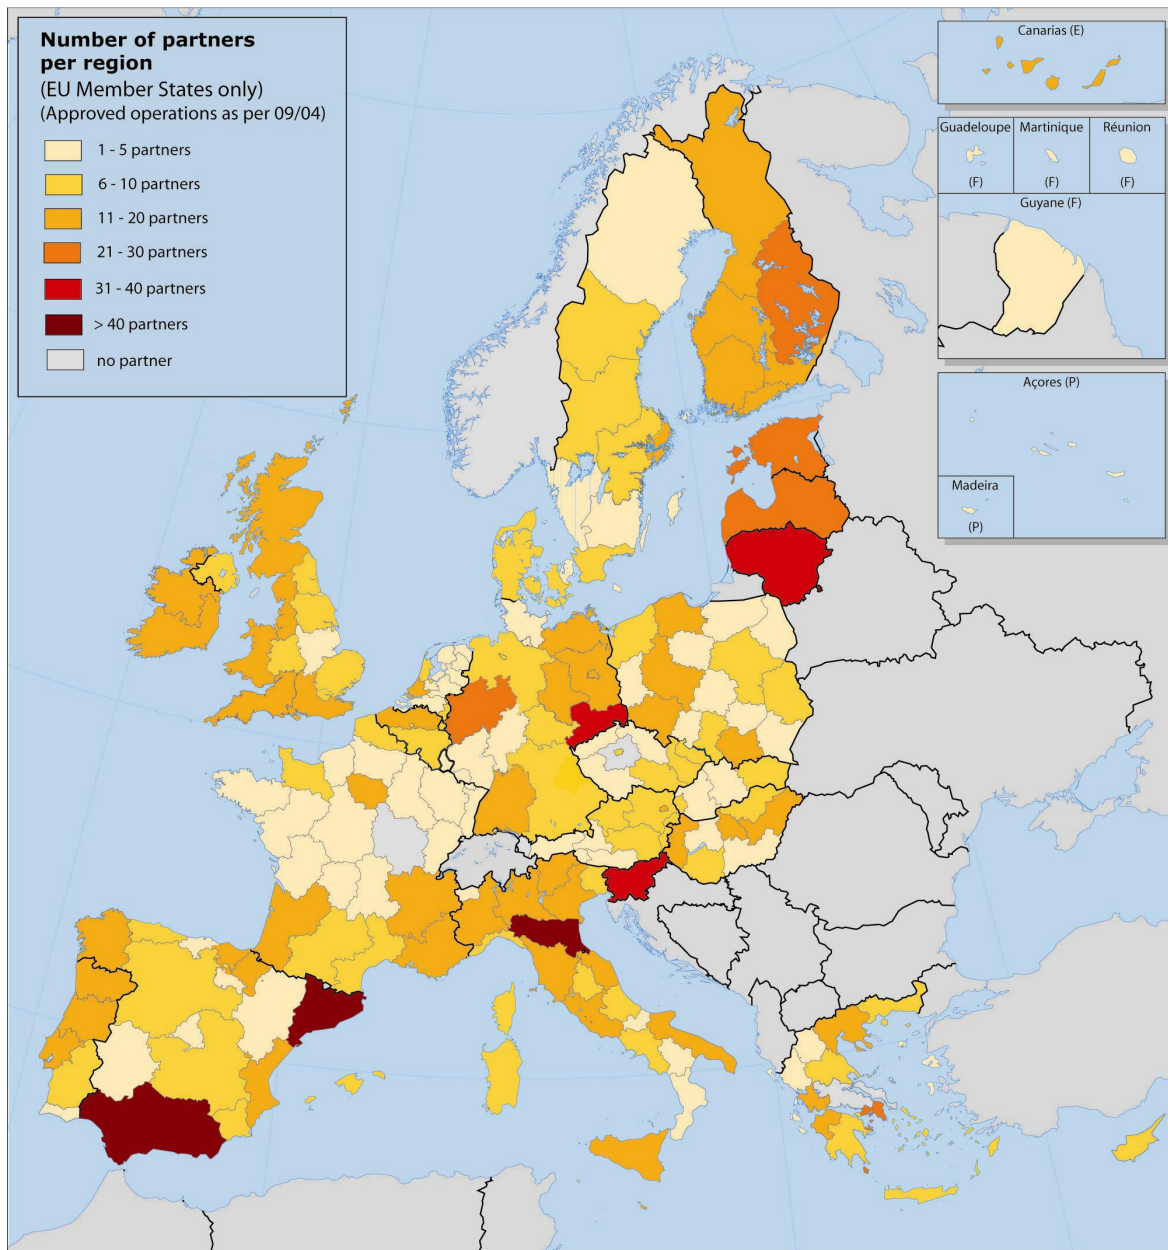 Number of partners
per region
(EU Member States only)
(Approved operations as per 09/04)
1 - 5 partners
6 - 10 partners
11 - 20 partners
21 - 30 partners
31 - 40 partners
> 40 partners
no partner
Canarias (E)
Guadeloupe
(F)
Martinique
(F)
Réunion
(F)
Guyane (F)
Açores (P)
Madeira
(P)